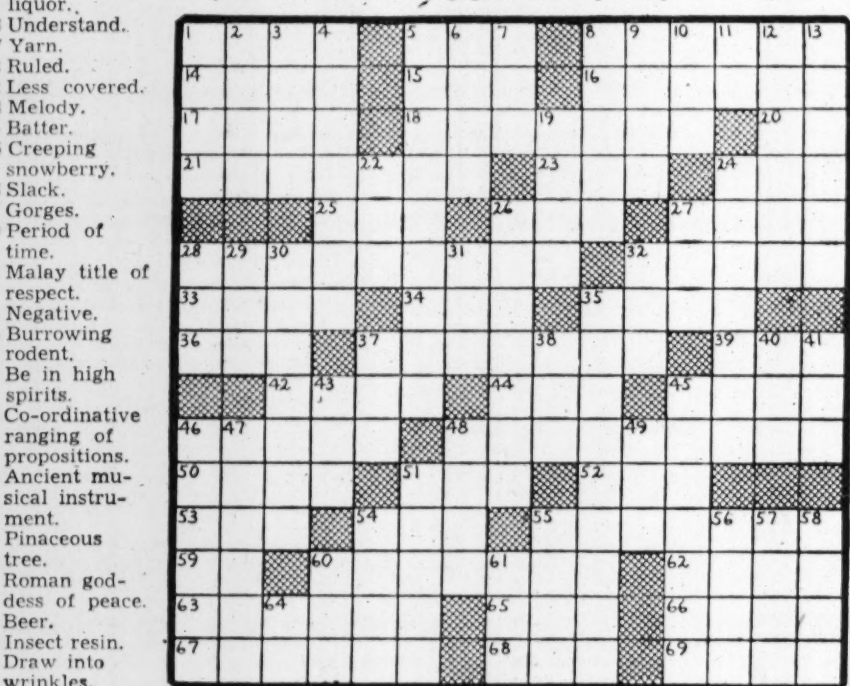 liquor.
Understand.
Yarn.
Ruled.
Less covered.
Melody.
Batter.
Creeping
snowberry.
Slack.
Gorges.
Period of
time.
Malay title of
respect.
Negative.
Burrowing
rodent.
Be in high
spirits.
Co-ordinative
ranging of
propositions.
Ancient mu-
sical instru-
ment.
Pinaceous
tree.
Roman god-
dess of peace.
Beer.
Insect resin.
Draw into
wrinkles.
1 2 3 4 5 6 7 8 9 10 11 12 13
14 15 16
17 18 19 20
21 22 23 24
25 26 27
28 29 30 31 32
33 34 35
36 37 38 39 40 41
42 43 44 45
46 47 48 49
50 51 52
53 54 55 56 57 58
59 60 61 62
63 64 65 66
67 68 69